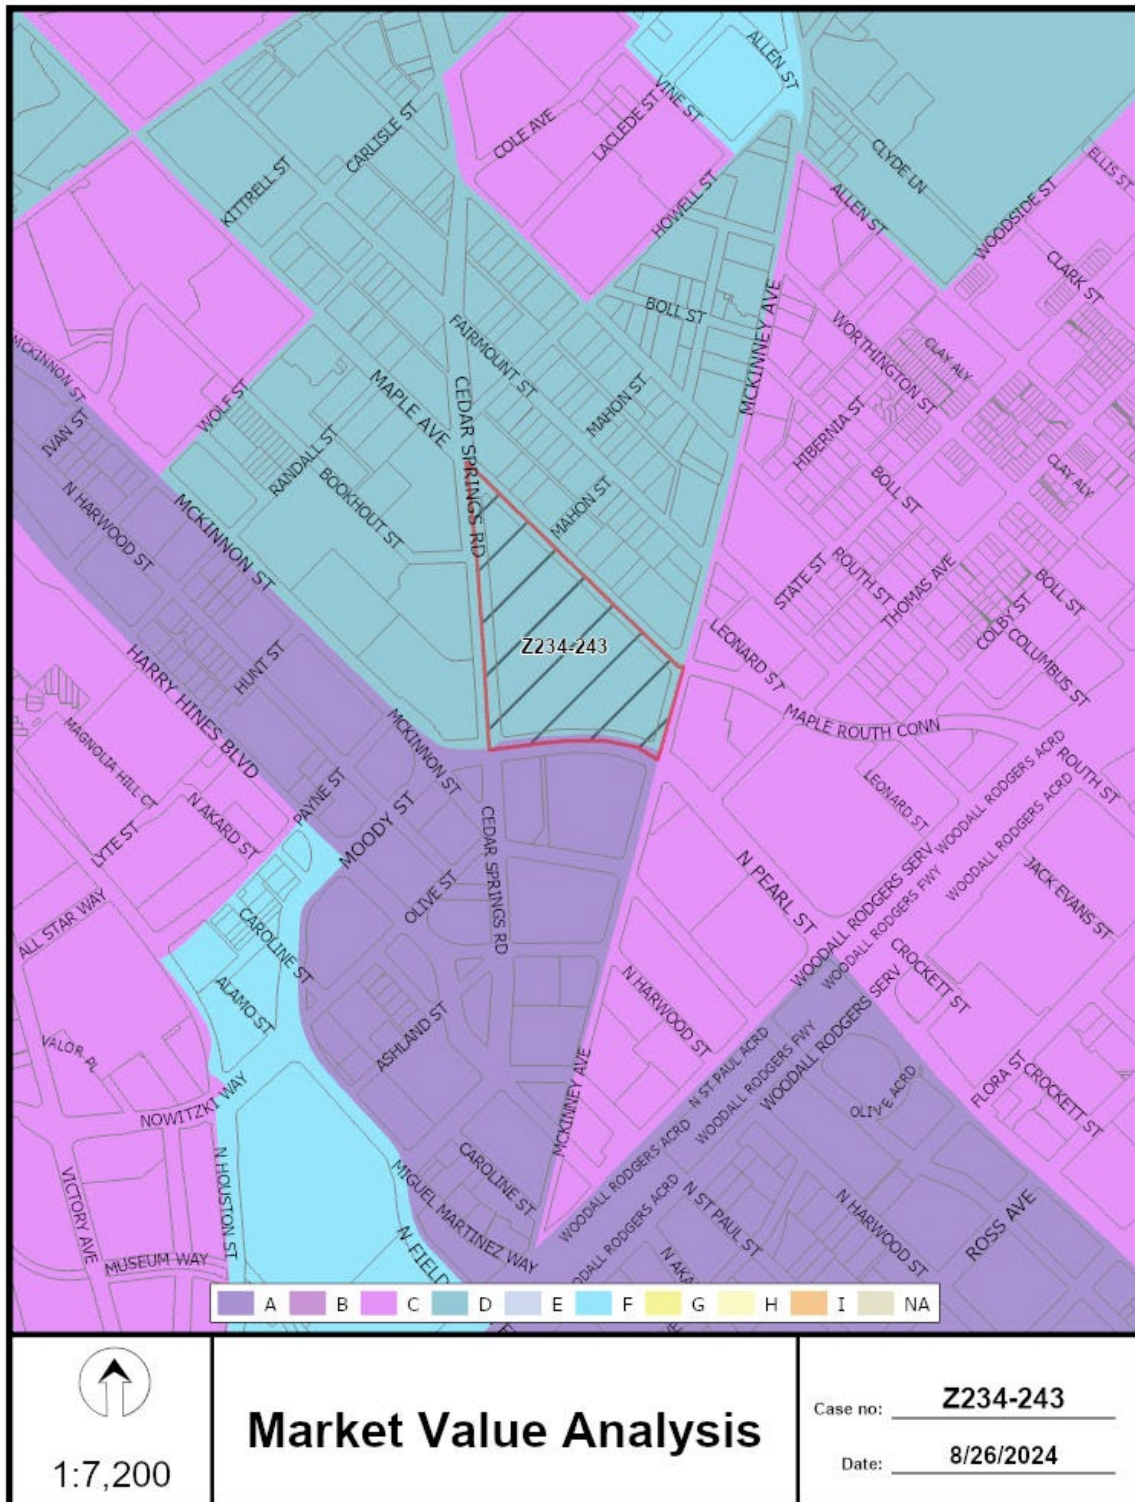 ALLEN ST
VINE ST
CARLISLE ST
COLE AVE
LACLEDE ST
CLYDE LN
ELLIS ST
KITTRELL ST
HOWELL ST
ALLEN ST
WOODSIDE ST
CLARK ST
BOLL ST
MCKINNEY AVE
FAIRMOUNT ST
WORTHINGTON ST
CLAY ALY
MCKINNON ST
MAPLE AVE
CEDAR SPRINGS RD
WOLF ST
IVAN ST
MAHON ST
HIBERNIA ST
RANDALL ST
BOLL ST
CLAY ALY
N HARWOOD ST
BOOKHOUT ST
MAHON ST
MCKINNON ST
STATE ST
ROUTH ST
THOMAS AVE
BOLL ST
COLBY ST
COLUMBUS ST
Z234-243
LEONARD ST
HUNT ST
HARRY HINES BLVD
MAPLE ROUTH CONN
MAGNOLIA HILL CT
MCKINNON ST
WOODALL RODGERS ACRD
ROUTH ST
PAYNE ST
N AKARD ST
LYTE ST
MOODY ST
CEDAR SPRINGS RD
LEONARD ST
WOODALL RODGERS ACRD
N PEARL ST
WOODALL RODGERS SERV
WOODALL RODGERS FWY
JACK EVANS ST
OLIVE ST
ALL STAR WAY
CAROLINE ST
CROCKETT ST
ALAMO ST
N HARWOOD ST
WOODALL RODGERS SERV
ASHLAND ST
VALOR PL
N ST PAUL ACRD
WOODALL RODGERS FWY
OLIVE ACRD
FLORA ST
CROCKETT ST
NOWITZKI WAY
MCKINNEY AVE
WOODALL RODGERS ACRD
N HOUSTON ST
VICTORY AVE
MIGUEL MARTINEZ WAY
CAROLINE ST
N ST PAUL ST
N HARWOOD ST
ROSS AVE
MUSEUM WAY
N FIELD
DALL RODGERS ACRD
N AKA
A B C D E F G H I NA
1:7,200
Market Value Analysis
Case no: Z234-243
Date: 8/26/2024